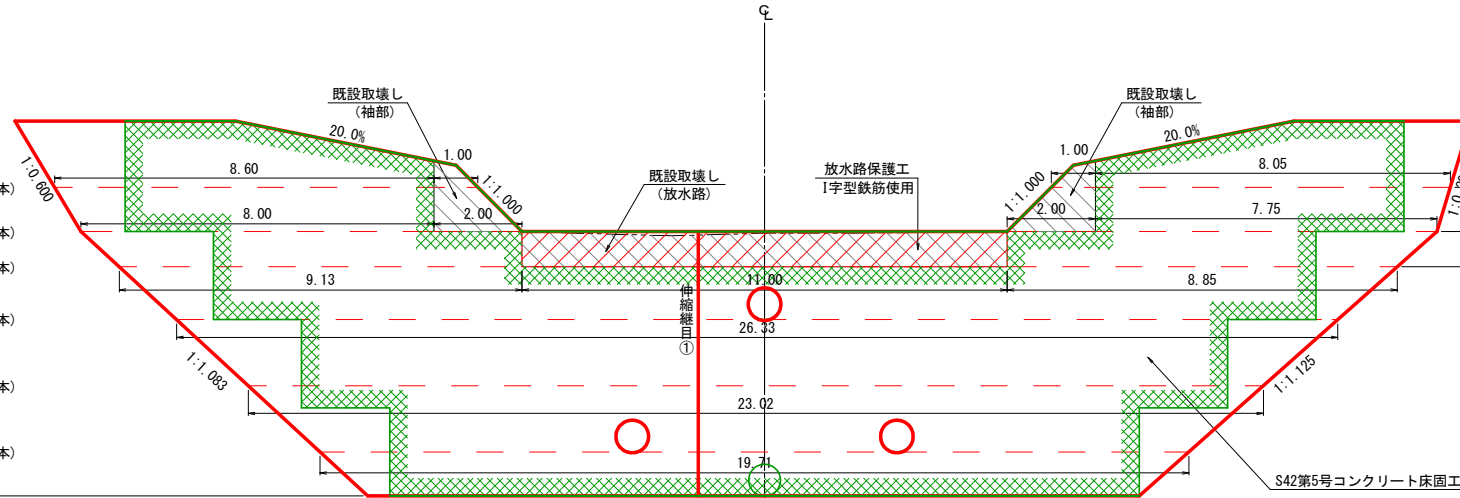 ℄
既設取壊し
(袖部)
既設取壊し
(袖部)
20.0%
20.0%
1.00
1.00
1:0.600
8.60
8.05
既設取壊し
(放水路)
放水路保護工
I字型鉄筋使用
1:1.000
1:1.000
本)
8.00
2.00
2.00
7.75
本)
本)
9.13
11.00
8.85
伸縮継目①
本)
26.33
1:1.083
1:1.125
本)
23.02
本)
19.71
S42第5号コンクリート床固工